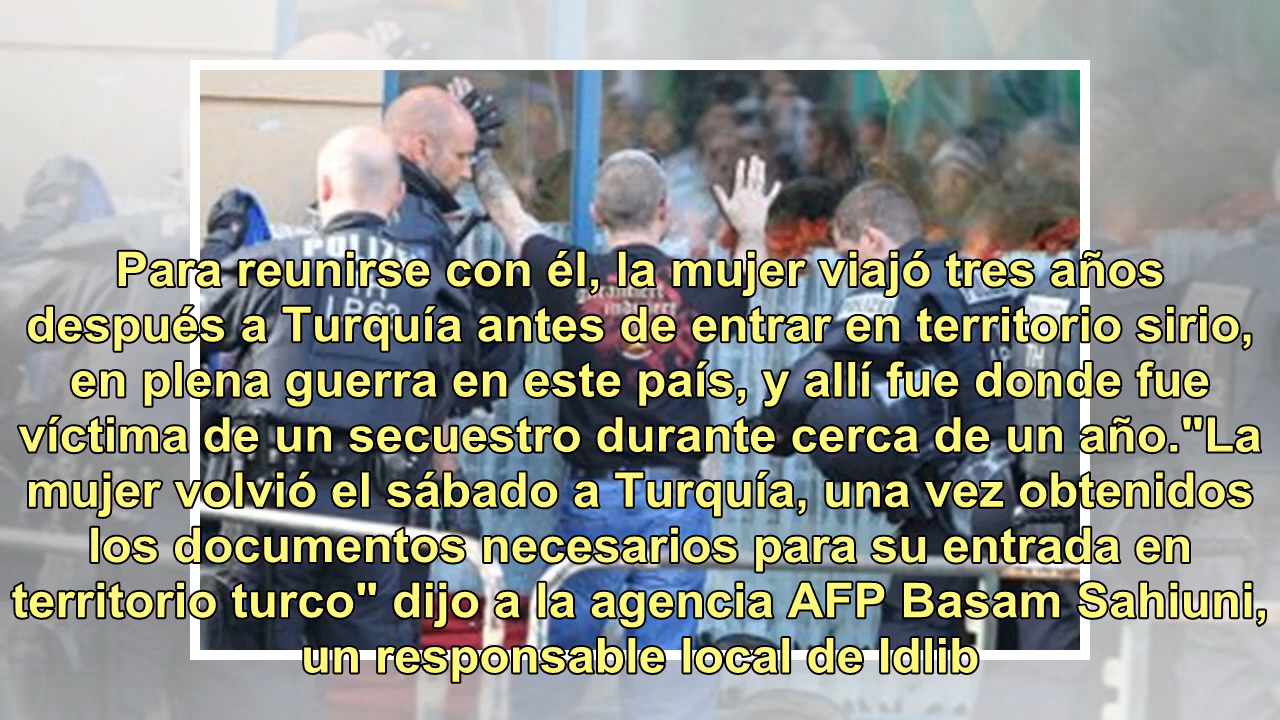 Para reunirse con él, la mujer viajó tres años
después a Turquía antes de entrar en territorio sirio,
en plena guerra en este país, y allí fue donde fue
víctima de un secuestro durante cerca de un año."La
mujer volvió el sábado a Turquía, una vez obtenidos
los documentos necesarios para su entrada en
territorio turco" dijo a la agencia AFP Basam Sahiuni,
un responsable local de Idlib